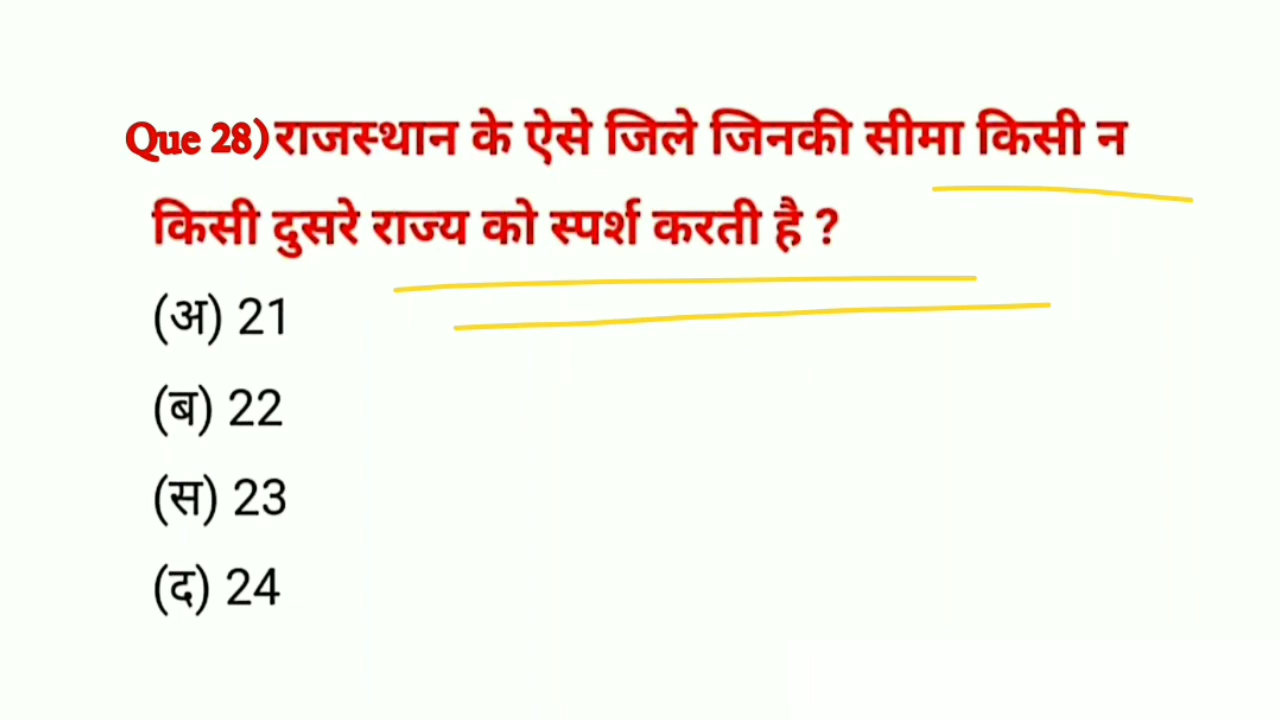 Que 28)राजस्थान के ऐसे जिले जिनकी सीमा किसी न
किसी दुसरे राज्य को स्पर्श करती है ?
(अ) 21
(ब) 22
(स) 23
(द) 24